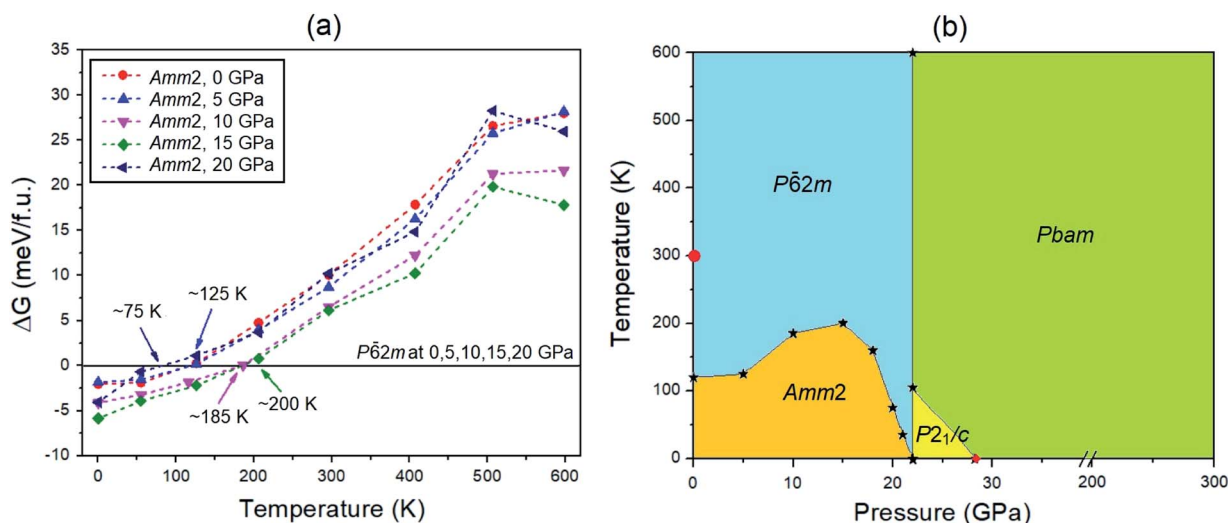 (a)
35
30
25
20
15
10
5
0
-5
-10
ΔG (meV/f.u.)
Amm2, 0 GPa
Amm2, 5 GPa
Amm2, 10 GPa
Amm2, 15 GPa
Amm2, 20 GPa
~75 K
~125 K
~185 K
~200 K
P6̄2m at 0,5,10,15,20 GPa
0 100 200 300 400 500 600
Temperature (K)
(b)
600
500
400
300
200
100
0
Temperature (K)
P6̄2m
Pbam
Amm2
P2₁/c
0 10 20 30 200 300
Pressure (GPa)